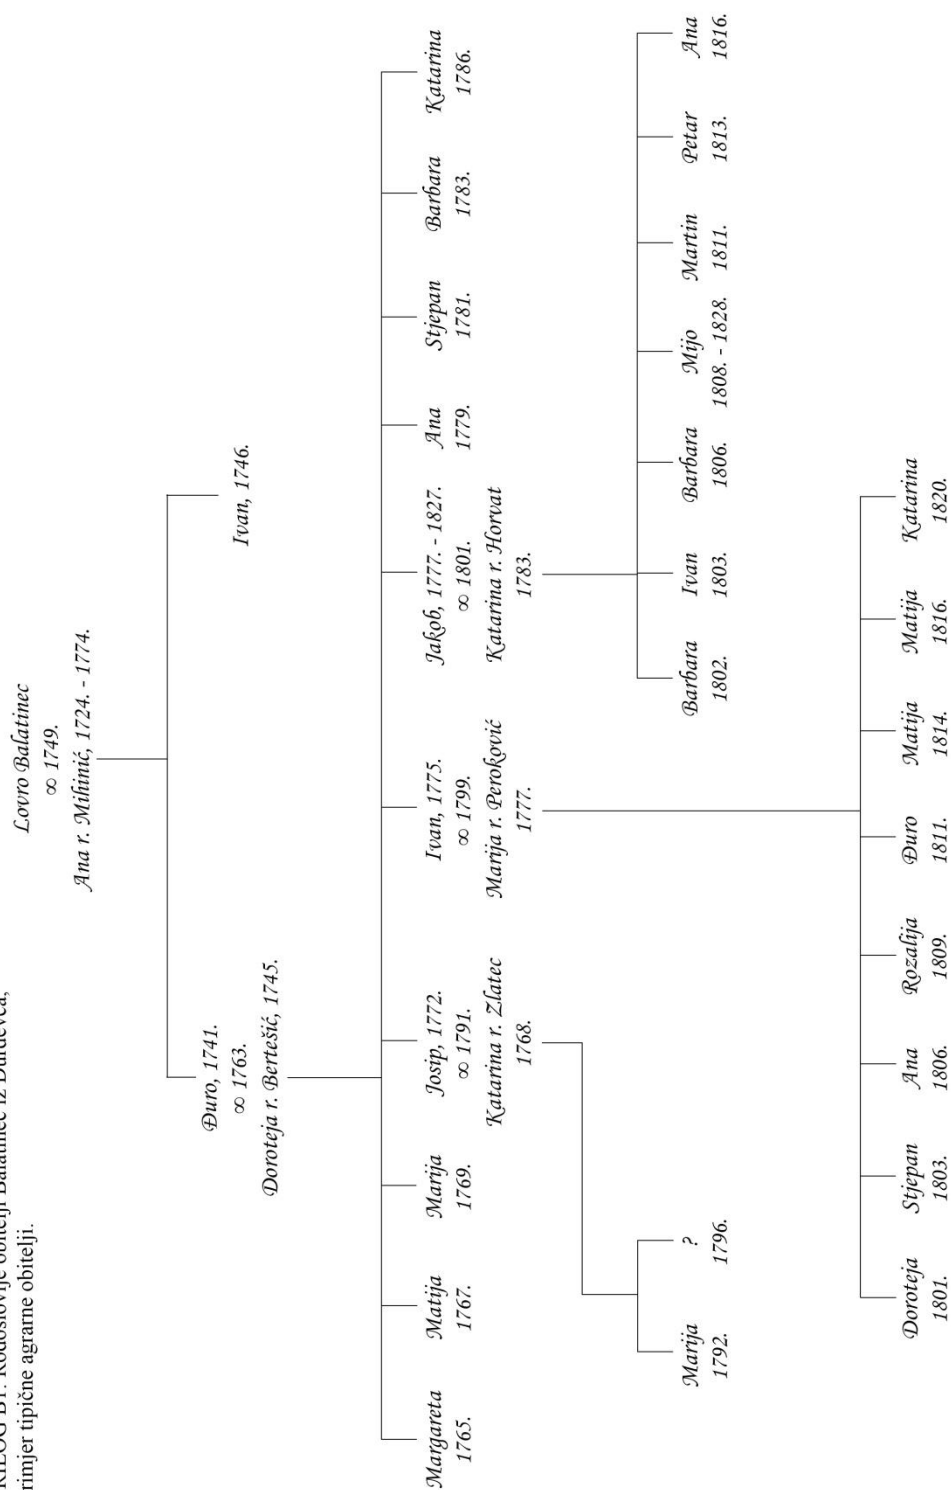 RILOG B1. Rodoslovlje obitelji Balatinec iz Đurđevca,
rimjer tipične agrarne obitelji.
Lovro Balatinec
∞ 1749.
Ana r. Mihinić, 1724. - 1774.
Đuro, 1741.
∞ 1763.
Doroteja r. Bertešić, 1745.
Ivan, 1746.
Margareta
1765.
Matija
1767.
Marija
1769.
Josip, 1772.
∞ 1791.
Katarina r. Zlatec
1768.
Ivan, 1775.
∞ 1799.
Marija r. Peroković
1777.
Jakob, 1777. - 1827.
∞ 1801.
Katarina r. Horvat
1783.
Ana
1779.
Stjepan
1781.
Barbara
1783.
Katarina
1786.
Marija
1792.
?
1796.
Barbara
1802.
Ivan
1803.
Barbara
1806.
Mijo
1808. - 1828.
Martin
1811.
Petar
1813.
Ana
1816.
Doroteja
1801.
Stjepan
1803.
Ana
1806.
Rozalija
1809.
Đuro
1811.
Matija
1814.
Matija
1816.
Katarina
1820.